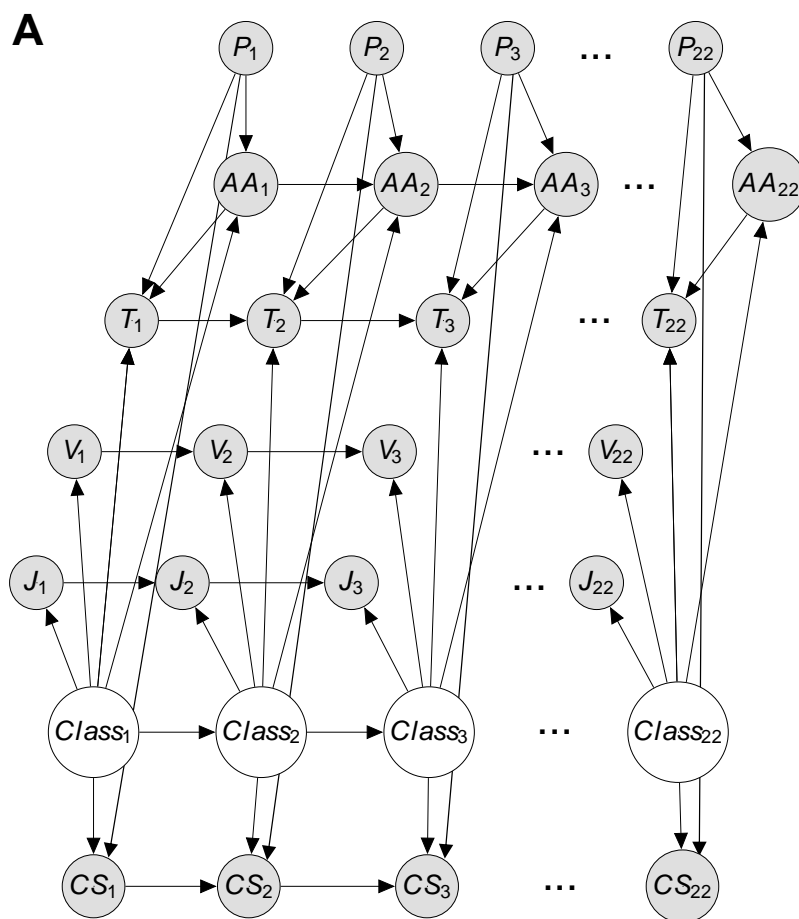 A
P1 P2 P3 ... P22
AA1 AA2 AA3 ... AA22
T1 T2 T3 ... T22
V1 V2 V3 ... V22
J1 J2 J3 ... J22
Class1 Class2 Class3 ... Class22
CS1 CS2 CS3 ... CS22